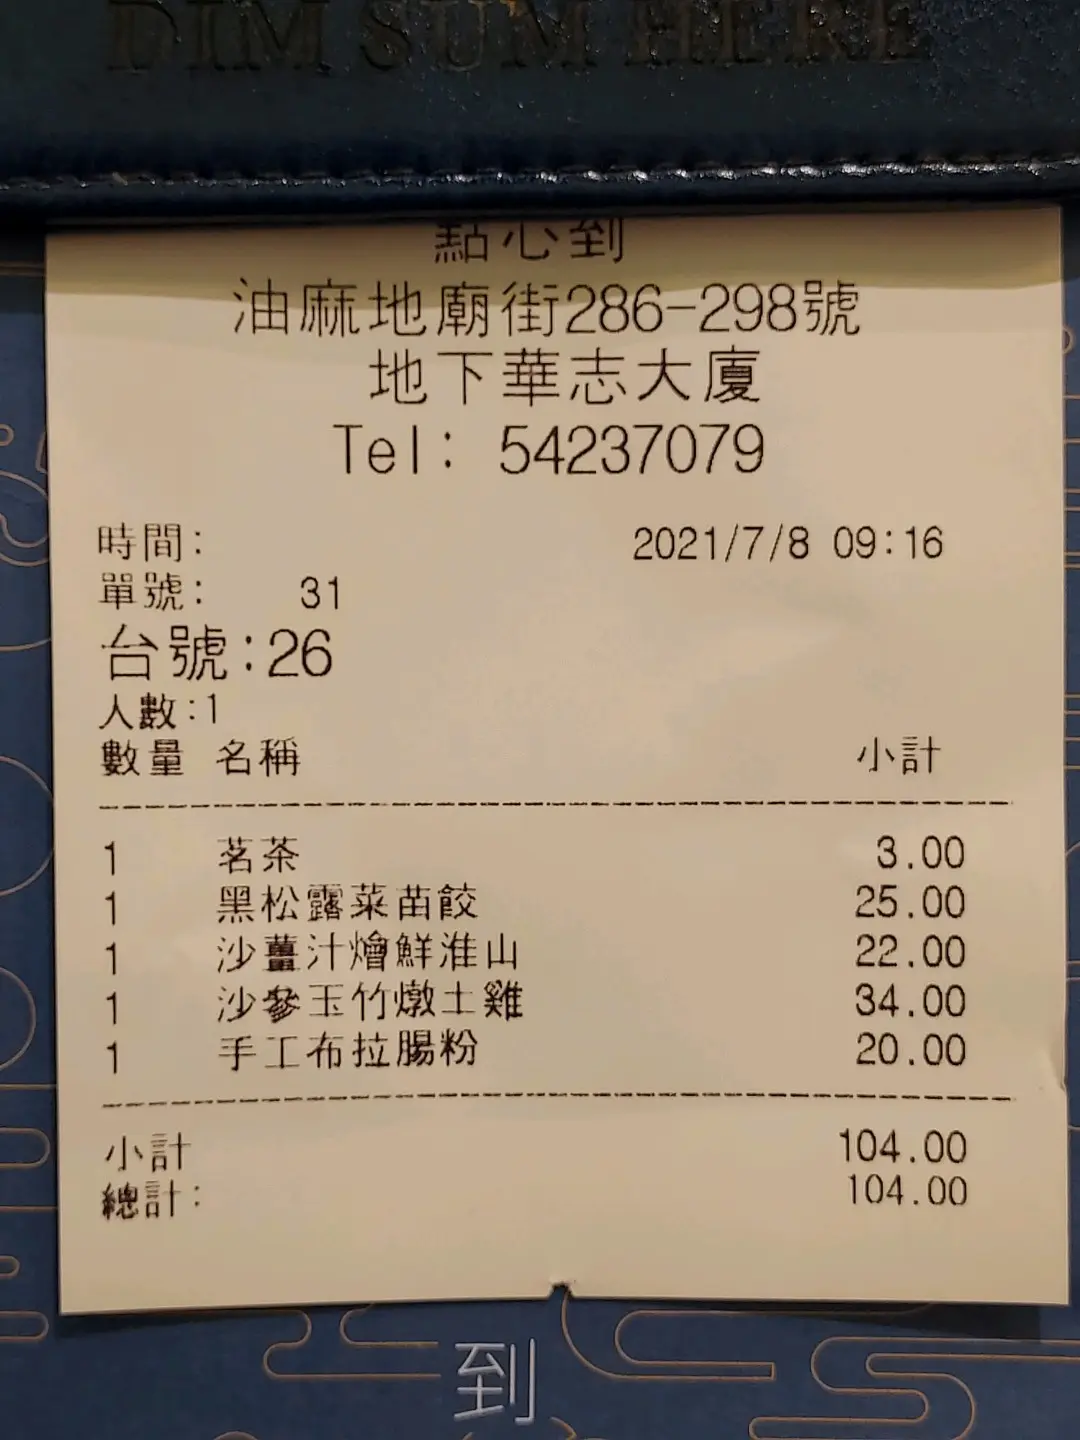 DIM SUM HERE
點心到
油麻地廟街286-298號
地下華志大廈
Tel: 54237079
時間: 2021/7/8 09:16
單號: 31
台號:26
人數:1
數量 名稱 小計
1 茗茶 3.00
1 黑松露菜苗餃 25.00
1 沙薑汁燴鮮淮山 22.00
1 沙參玉竹燉土雞 34.00
1 手工布拉腸粉 20.00
小計 104.00
總計: 104.00
到